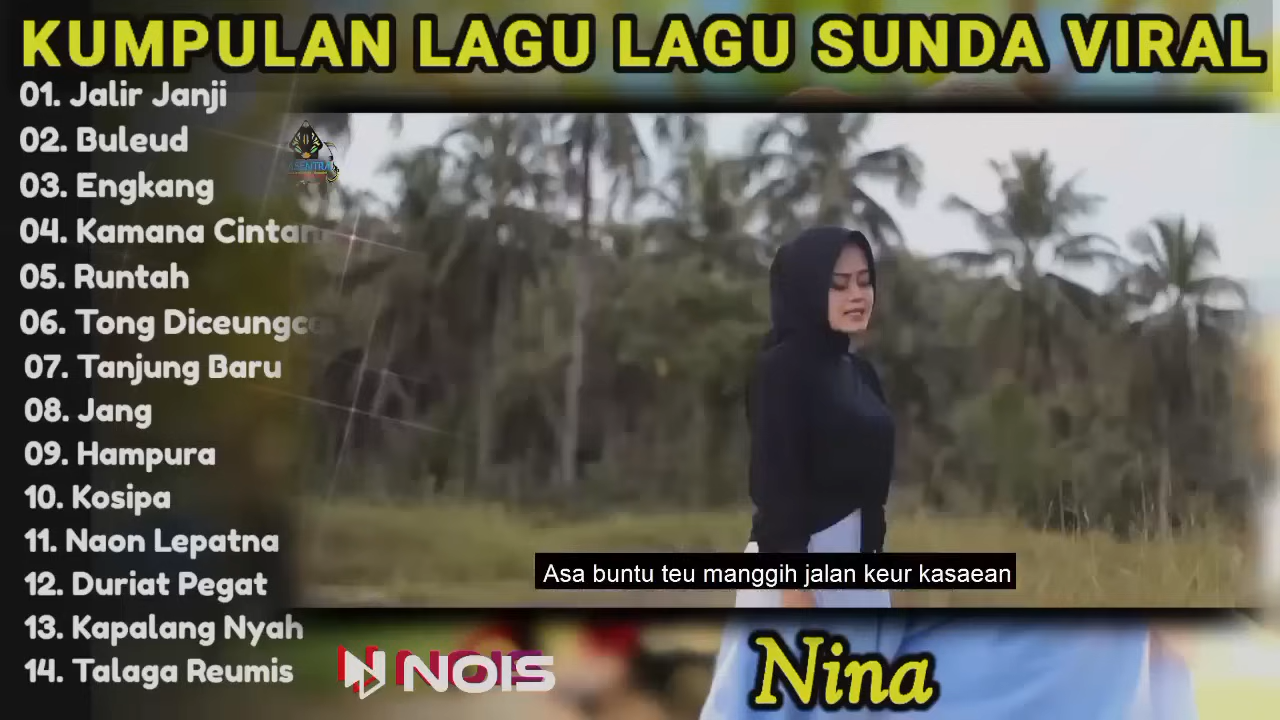 KUMPULAN LAGU LAGU SUNDA VIRAL
01. Jalir Janji
02. Buleud
03. Engkang
04. Kamana
05. Runtah
06. Tong
07. Tanjung Baru
08. Jang
09. Hampura
10. Kosipa
11. Naon Lepatna
12. Duriat Pegat
13. Kapalang Nyah
14. Talaga Reumis
Asa buntu teu manggih jalan keur kasaean
NOIS
Nina